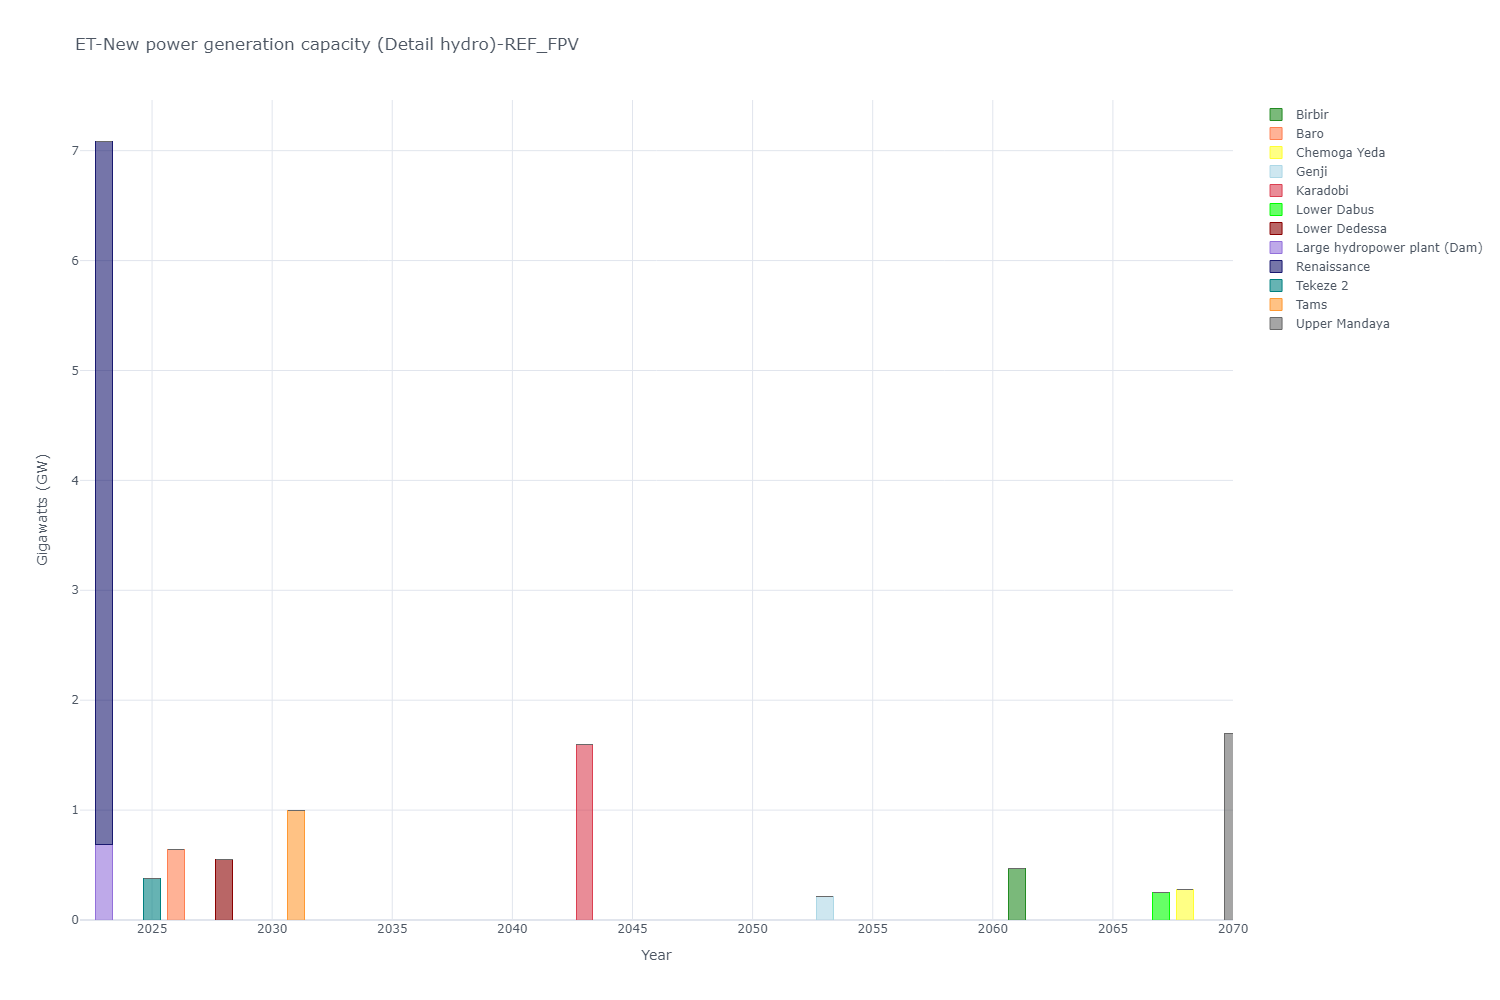 ET-New power generation capacity (Detail hydro)-REF_FPV
Gigawatts (GW)
7
6
5
4
3
2
1
0
2025 2030 2035 2040 2045 2050 2055 2060 2065 2070
Year
Birbir
Baro
Chemoga Yeda
Genji
Karadobi
Lower Dabus
Lower Dedessa
Large hydropower plant (Dam)
Renaissance
Tekeze 2
Tams
Upper Mandaya